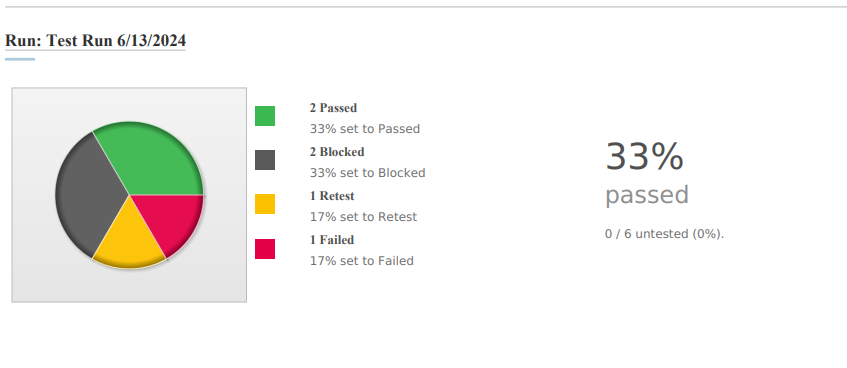 Run: Test Run 6/13/2024
2 Passed
33% set to Passed
2 Blocked
33% set to Blocked
1 Retest
17% set to Retest
1 Failed
17% set to Failed
33%
passed
0 / 6 untested (0%).